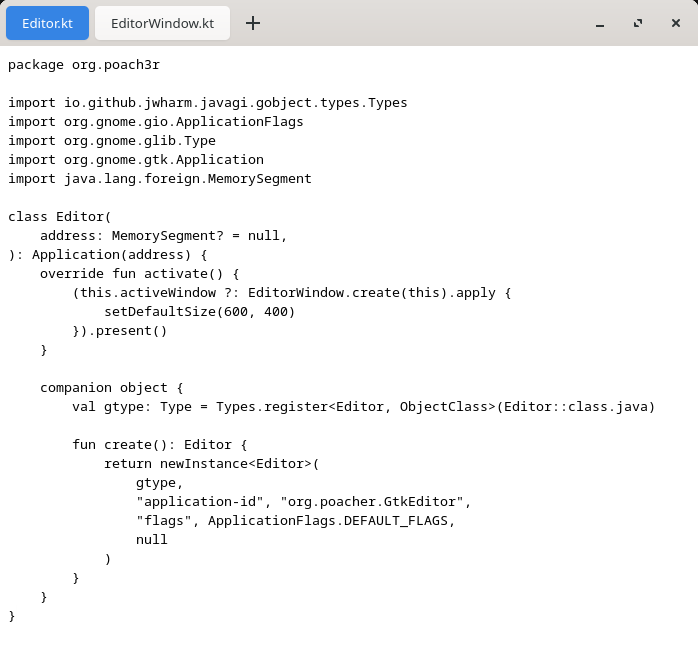 Editor.kt EditorWindow.kt
package org.poach3r

import io.github.jwharm.javagi.gobject.types.Types
import org.gnome.gio.ApplicationFlags
import org.gnome.glib.Type
import org.gnome.gtk.Application
import java.lang.foreign.MemorySegment

class Editor(
    address: MemorySegment? = null,
): Application(address) {
    override fun activate() {
        (this.activeWindow ?: EditorWindow.create(this).apply {
            setDefaultSize(600, 400)
        }).present()
    }

    companion object {
        val gtype: Type = Types.register<Editor, ObjectClass>(Editor::class.java)

        fun create(): Editor {
            return newInstance<Editor>(
                gtype,
                "application-id", "org.poacher.GtkEditor",
                "flags", ApplicationFlags.DEFAULT_FLAGS,
                null
            )
        }
    }
}